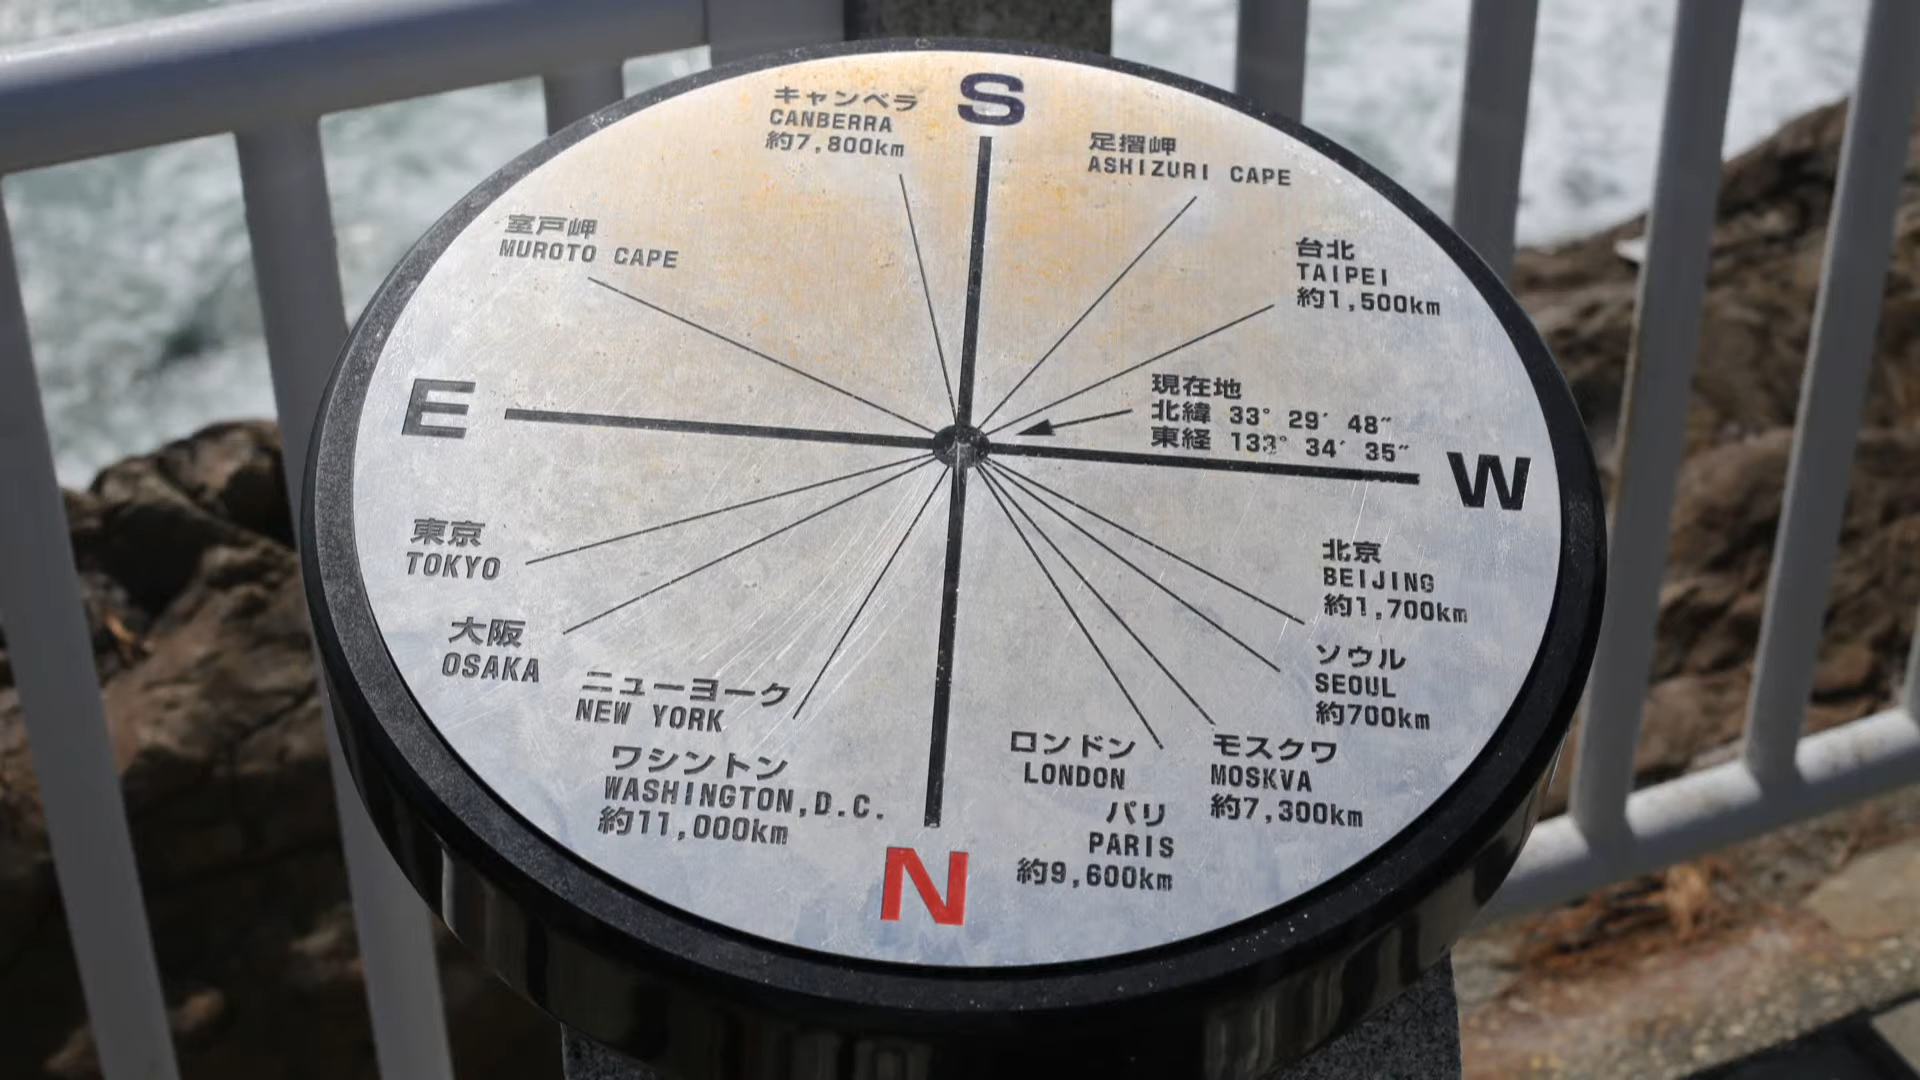 S
キャンベラ
CANBERRA
約7,800km
足摺岬
ASHIZURI CAPE
室戸岬
MUROTO CAPE
台北
TAIPEI
約1,500km
現在地
北緯 33° 29′ 48″
東経 133° 34′ 35″
E
W
東京
TOKYO
北京
BEIJING
約1,700km
大阪
OSAKA
ソウル
SEOUL
約700km
ニューヨーク
NEW YORK
ワシントン
WASHINGTON,D.C.
約11,000km
ロンドン
LONDON
パリ
PARIS
約9,600km
モスクワ
MOSKVA
約7,300km
N